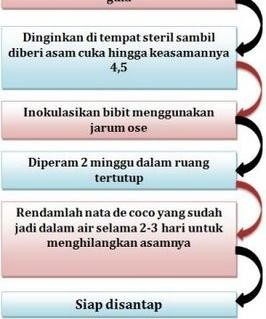 gula
Dinginkan di tempat steril sambil
diberi asam cuka hingga keasamannya
4,5
Inokulasikan bibit menggunakan
jarum ose
Diperam 2 minggu dalam ruang
tertutup
Rendamlah nata de coco yang sudah
jadi dalam air selama 2-3 hari untuk
menghilangkan asamnya
Siap disantap